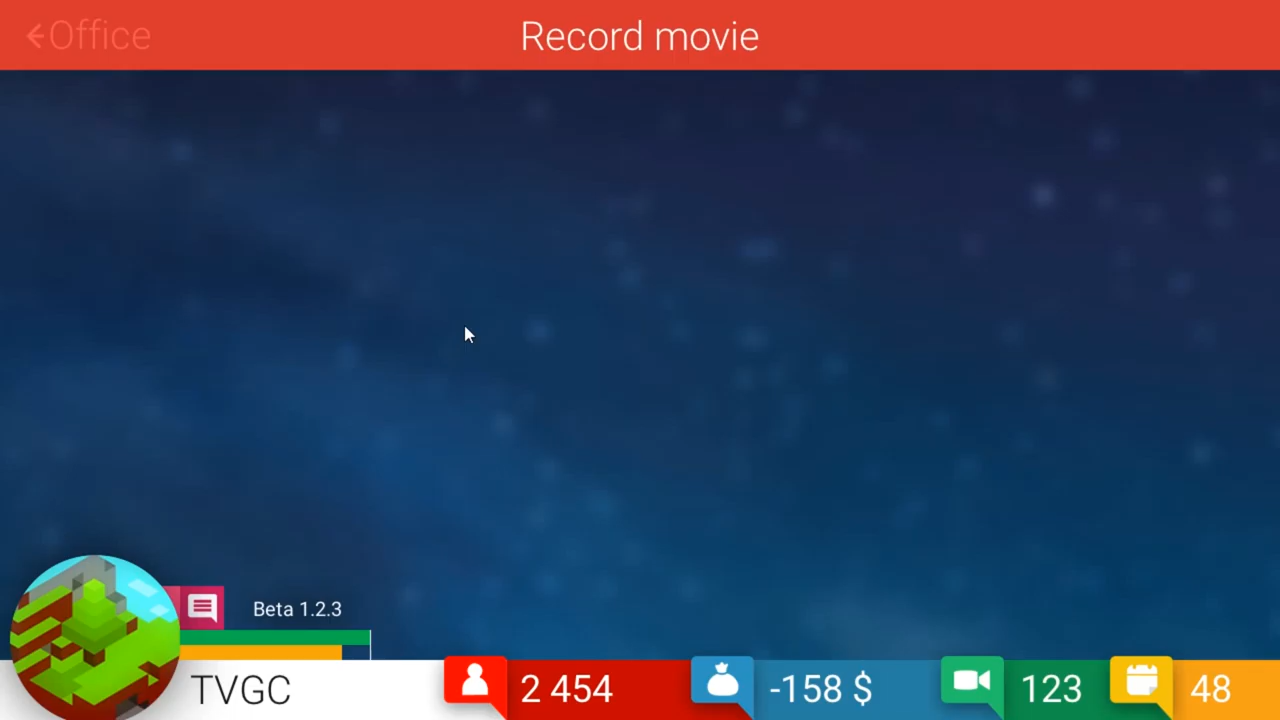 Office
Record movie
Beta 1.2.3
TVGC
2 454
-158 $
123
48